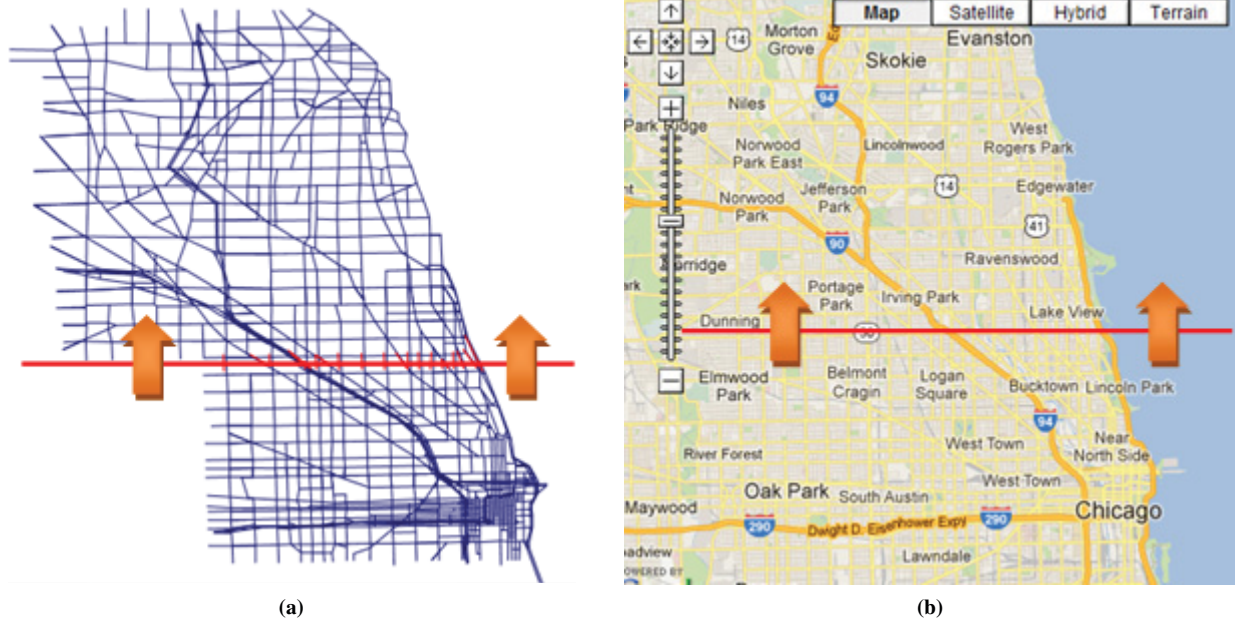 Map Satellite Hybrid Terrain
14
Morton
Grove
Evanston
Skokie
94
Niles
Park Ridge
West
Rogers Park
Norwood
Park East
Lincolnwood
14
Jefferson
Park
Edgewater
Norwood
Park
41
90
Ravenswood
Portage
Park
Irving Park
Dunning
Lake View
Elmwood
Park
Belmont
Cragin
Logan
Square
Bucktown
Lincoln Park
94
Near
North Side
West Town
River Forest
West Town
Oak Park
South Austin
Maywood
Chicago
290
Dwight D. Eisenhower Expy
290
Lawndale
OWERED BY
(a)
(b)